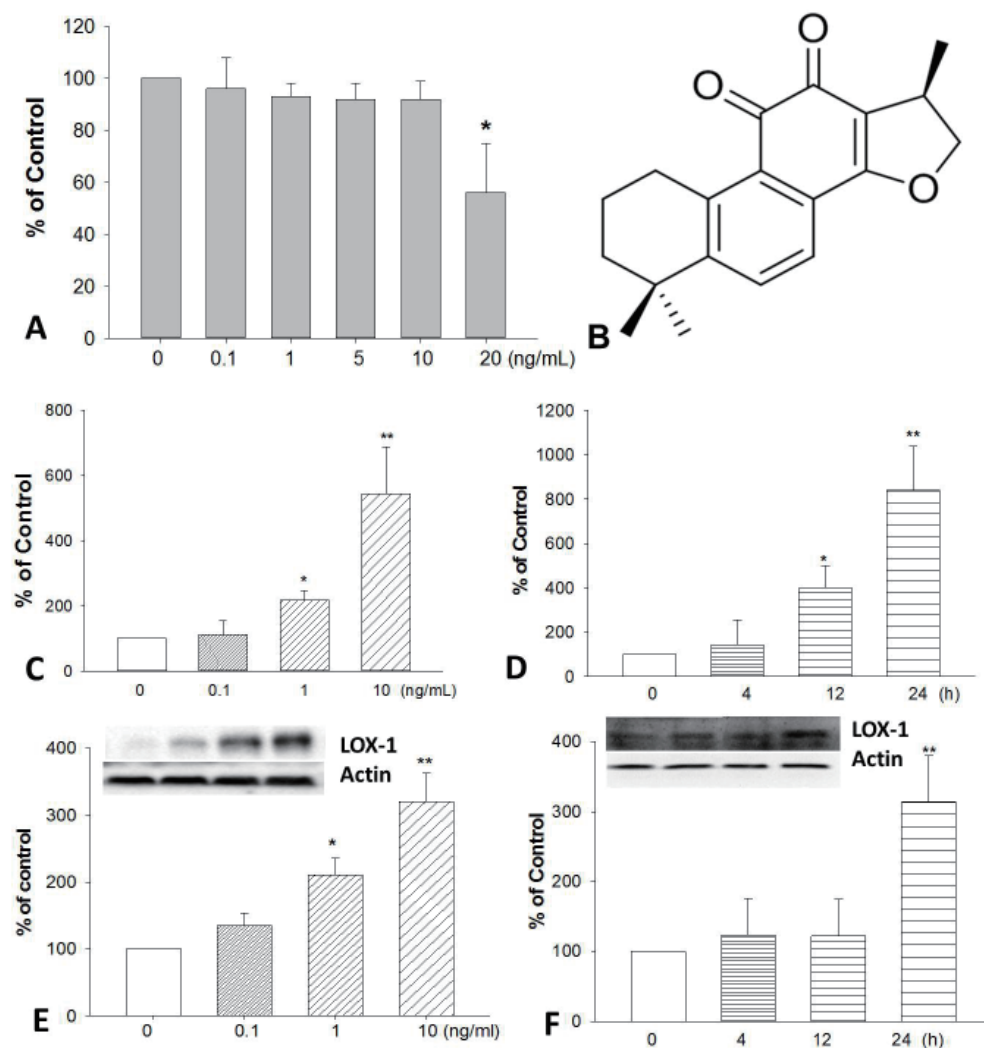 120
100
80
60
40
20
0
% of Control
*
0 0.1 1 5 10 20 (ng/mL)
A
O
O
O
B
800
600
400
200
0
% of Control
*
**
0 0.1 1 10 (ng/mL)
C
1200
1000
800
600
400
200
0
% of Control
*
**
0 4 12 24 (h)
D
LOX-1
Actin
400
300
200
100
0
% of control
*
**
0 0.1 1 10 (ng/ml)
E
LOX-1
Actin
400
300
200
100
0
% of Control
**
0 4 12 24 (h)
F